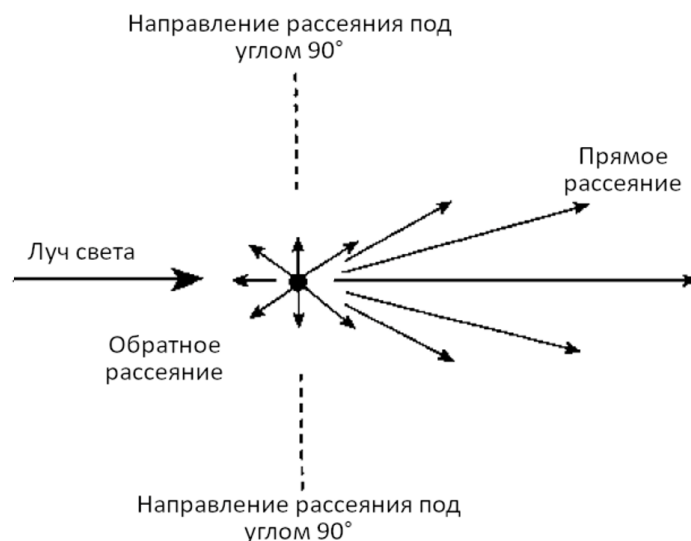 Направление рассеяния под
углом 90°
Прямое
рассеяние
Луч света
Обратное
рассеяние
Направление рассеяния под
углом 90°